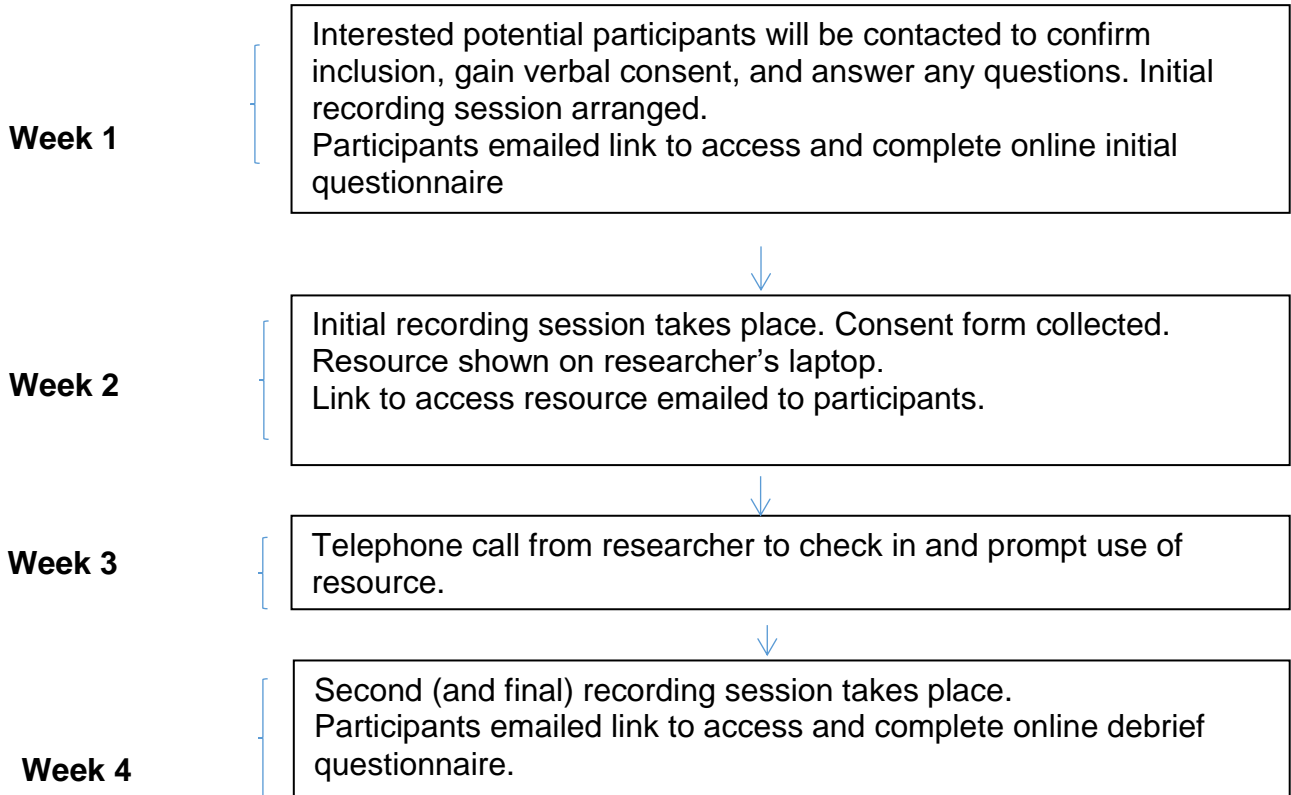 Interested potential participants will be contacted to confirm
inclusion, gain verbal consent, and answer any questions. Initial
recording session arranged.
Week 1
Participants emailed link to access and complete online initial
questionnaire
Initial recording session takes place. Consent form collected.
Resource shown on researcher’s laptop.
Week 2
Link to access resource emailed to participants.
Week 3
Telephone call from researcher to check in and prompt use of
resource.
Second (and final) recording session takes place.
Participants emailed link to access and complete online debrief
Week 4
questionnaire.